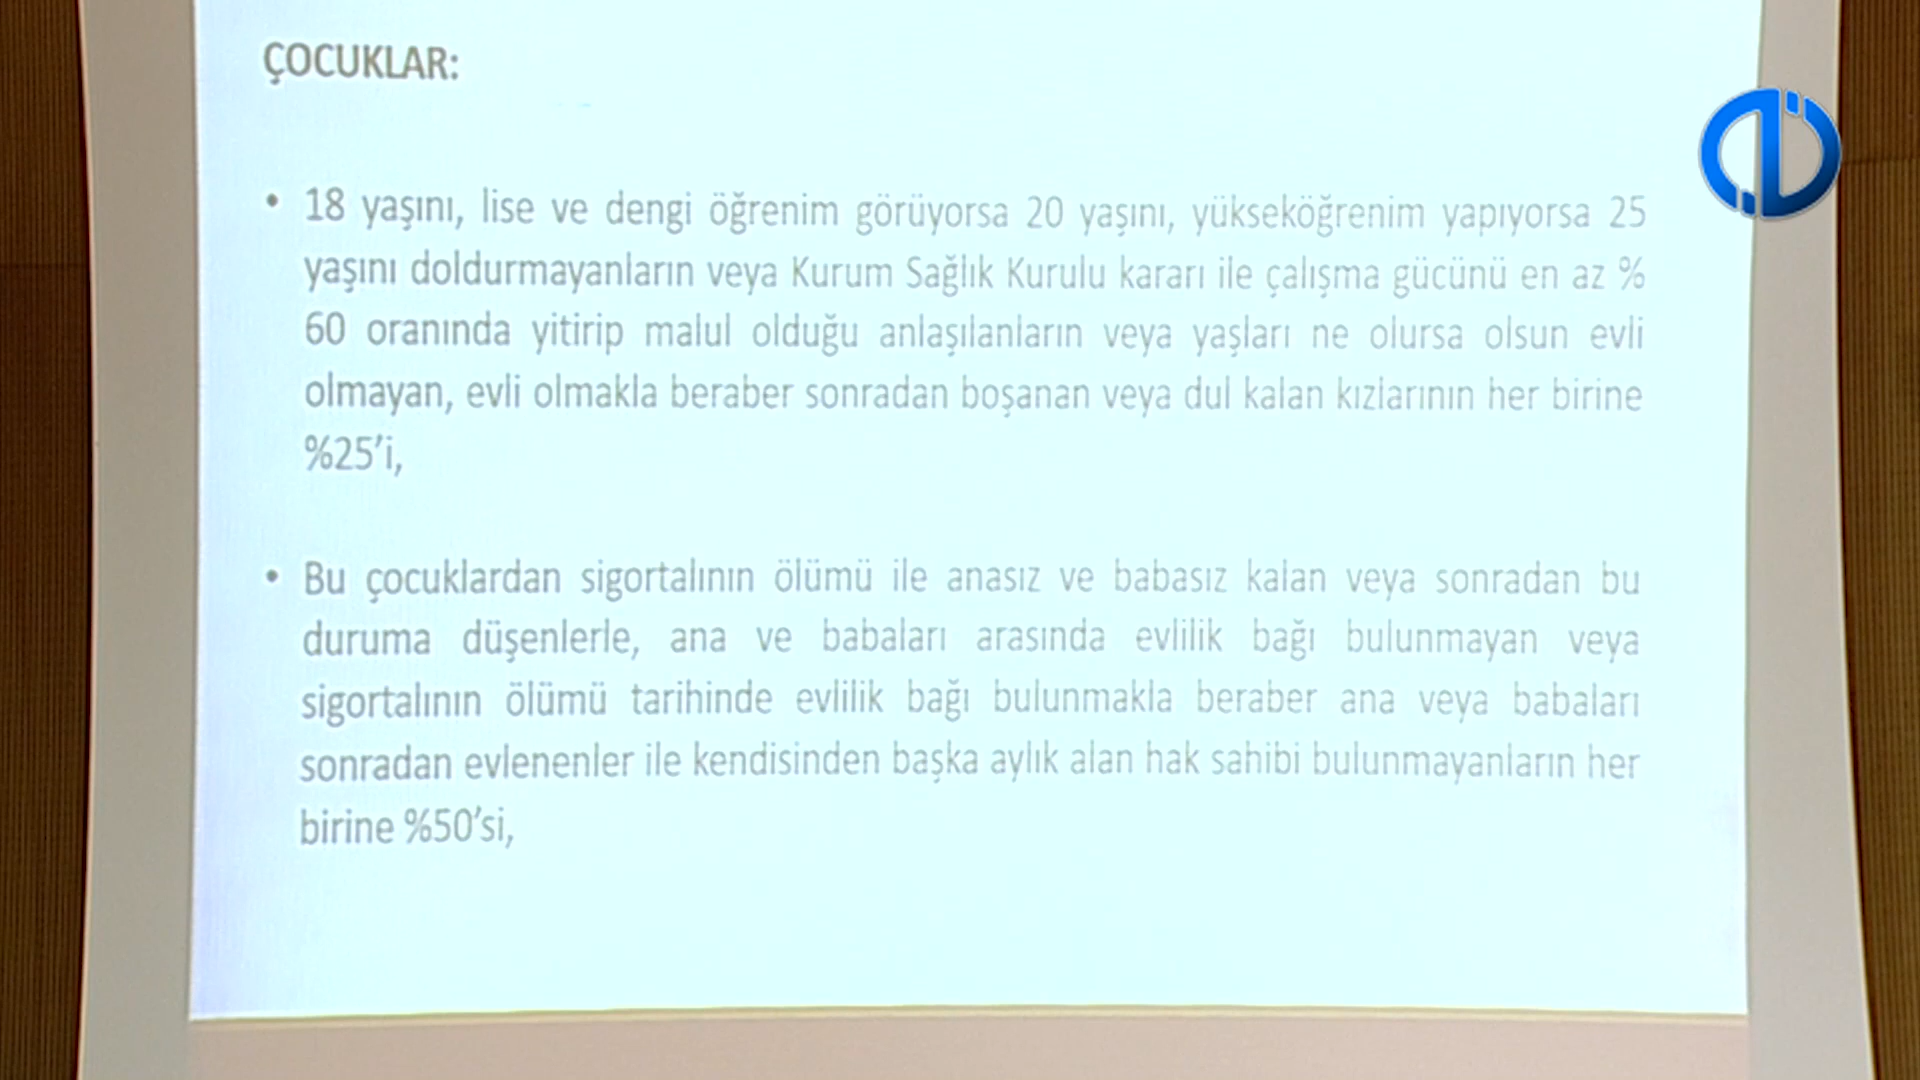 ÇOCUKLAR:
• 18 yaşını, lise ve dengi öğrenim görüyorsa 20 yaşını, yükseköğrenim yapıyorsa 25
yaşını doldurmayanların veya Kurum Sağlık Kurulu kararı ile çalışma gücünü en az %
60 oranında yitirip malul olduğu anlaşılanların veya yaşları ne olursa olsun evli
olmayan, evli olmakla beraber sonradan boşanan veya dul kalan kızlarının her birine
%25’i,
• Bu çocuklardan sigortalının ölümü ile anasız ve babasız kalan veya sonradan bu
duruma düşenlerle, ana ve babaları arasında evlilik bağı bulunmayan veya
sigortalının ölümü tarihinde evlilik bağı bulunmakla beraber ana veya babaları
sonradan evlenenler ile kendisinden başka aylık alan hak sahibi bulunmayanların her
birine %50’si,